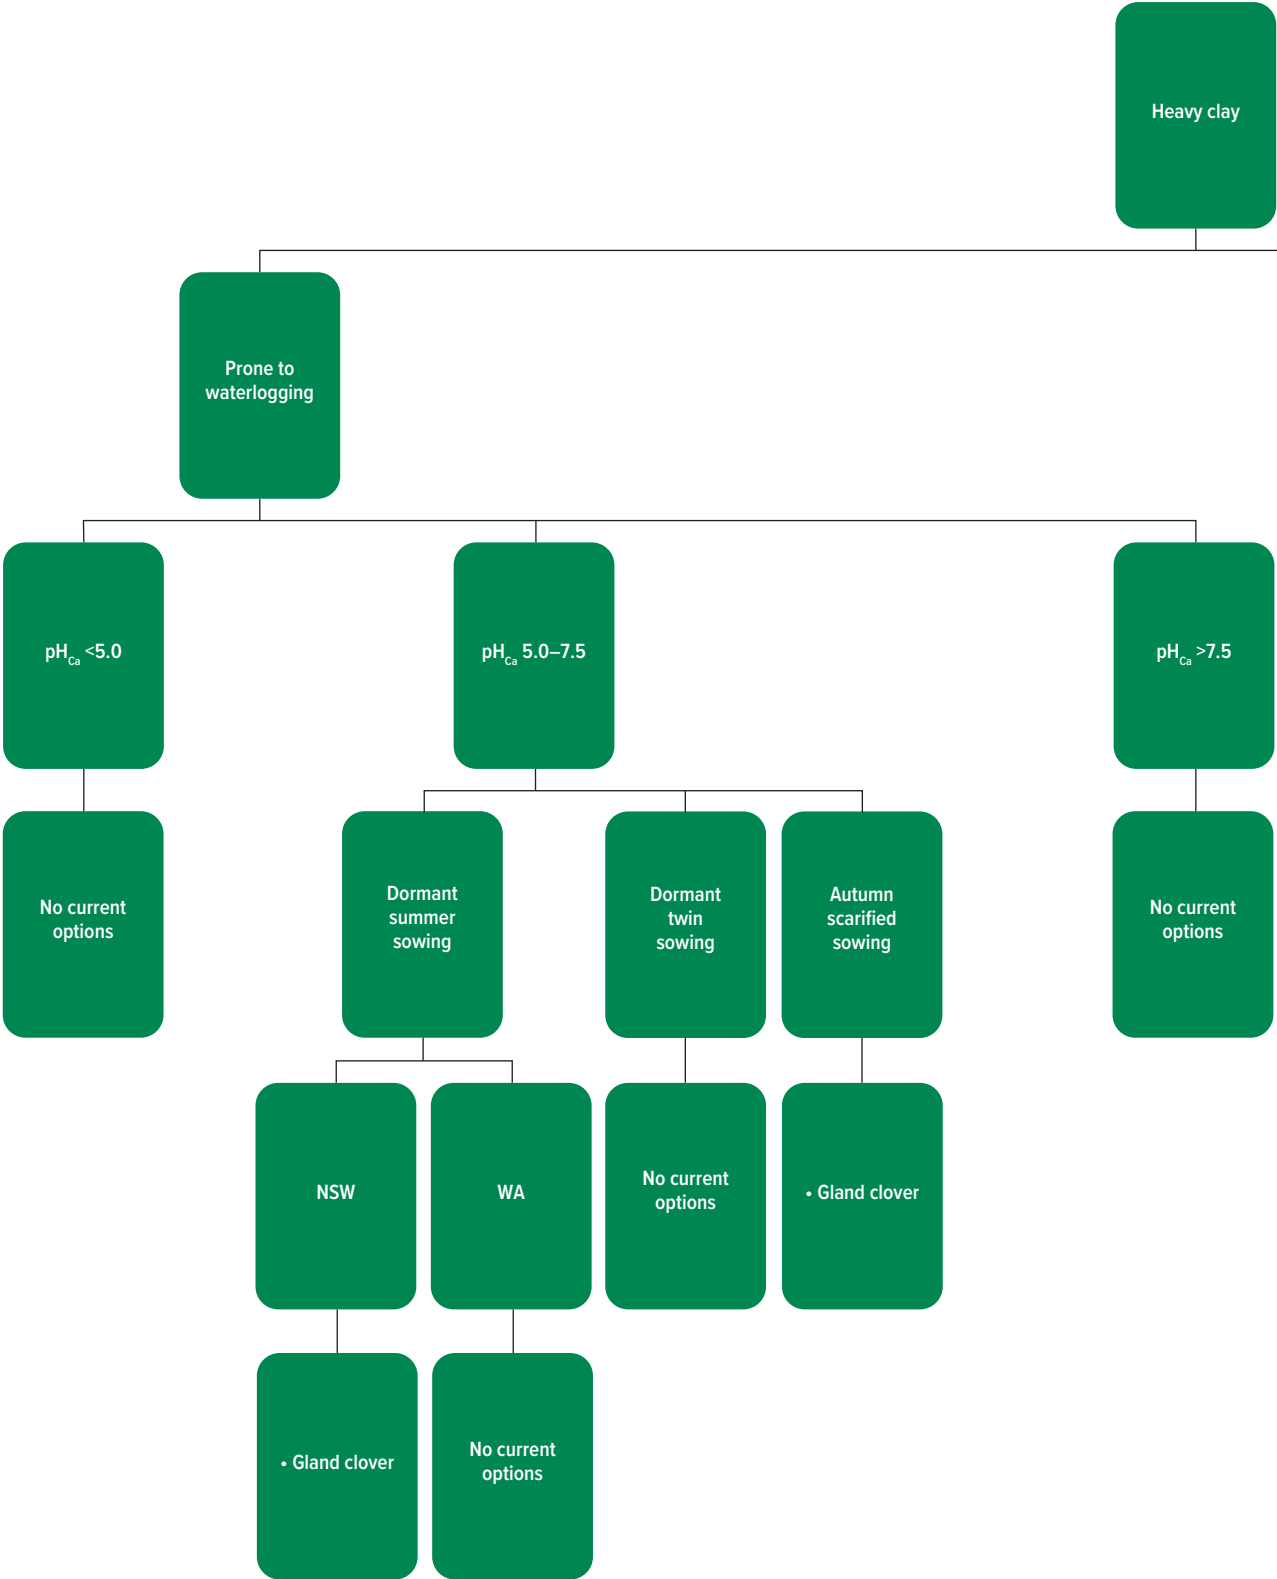 Heavy clay
Prone to
waterlogging
pHCa <5.0
pHCa 5.0–7.5
pHCa >7.5
No current
options
Dormant
summer
sowing
Dormant
twin
sowing
Autumn
scarified
sowing
No current
options
NSW
WA
No current
options
• Gland clover
• Gland clover
No current
options